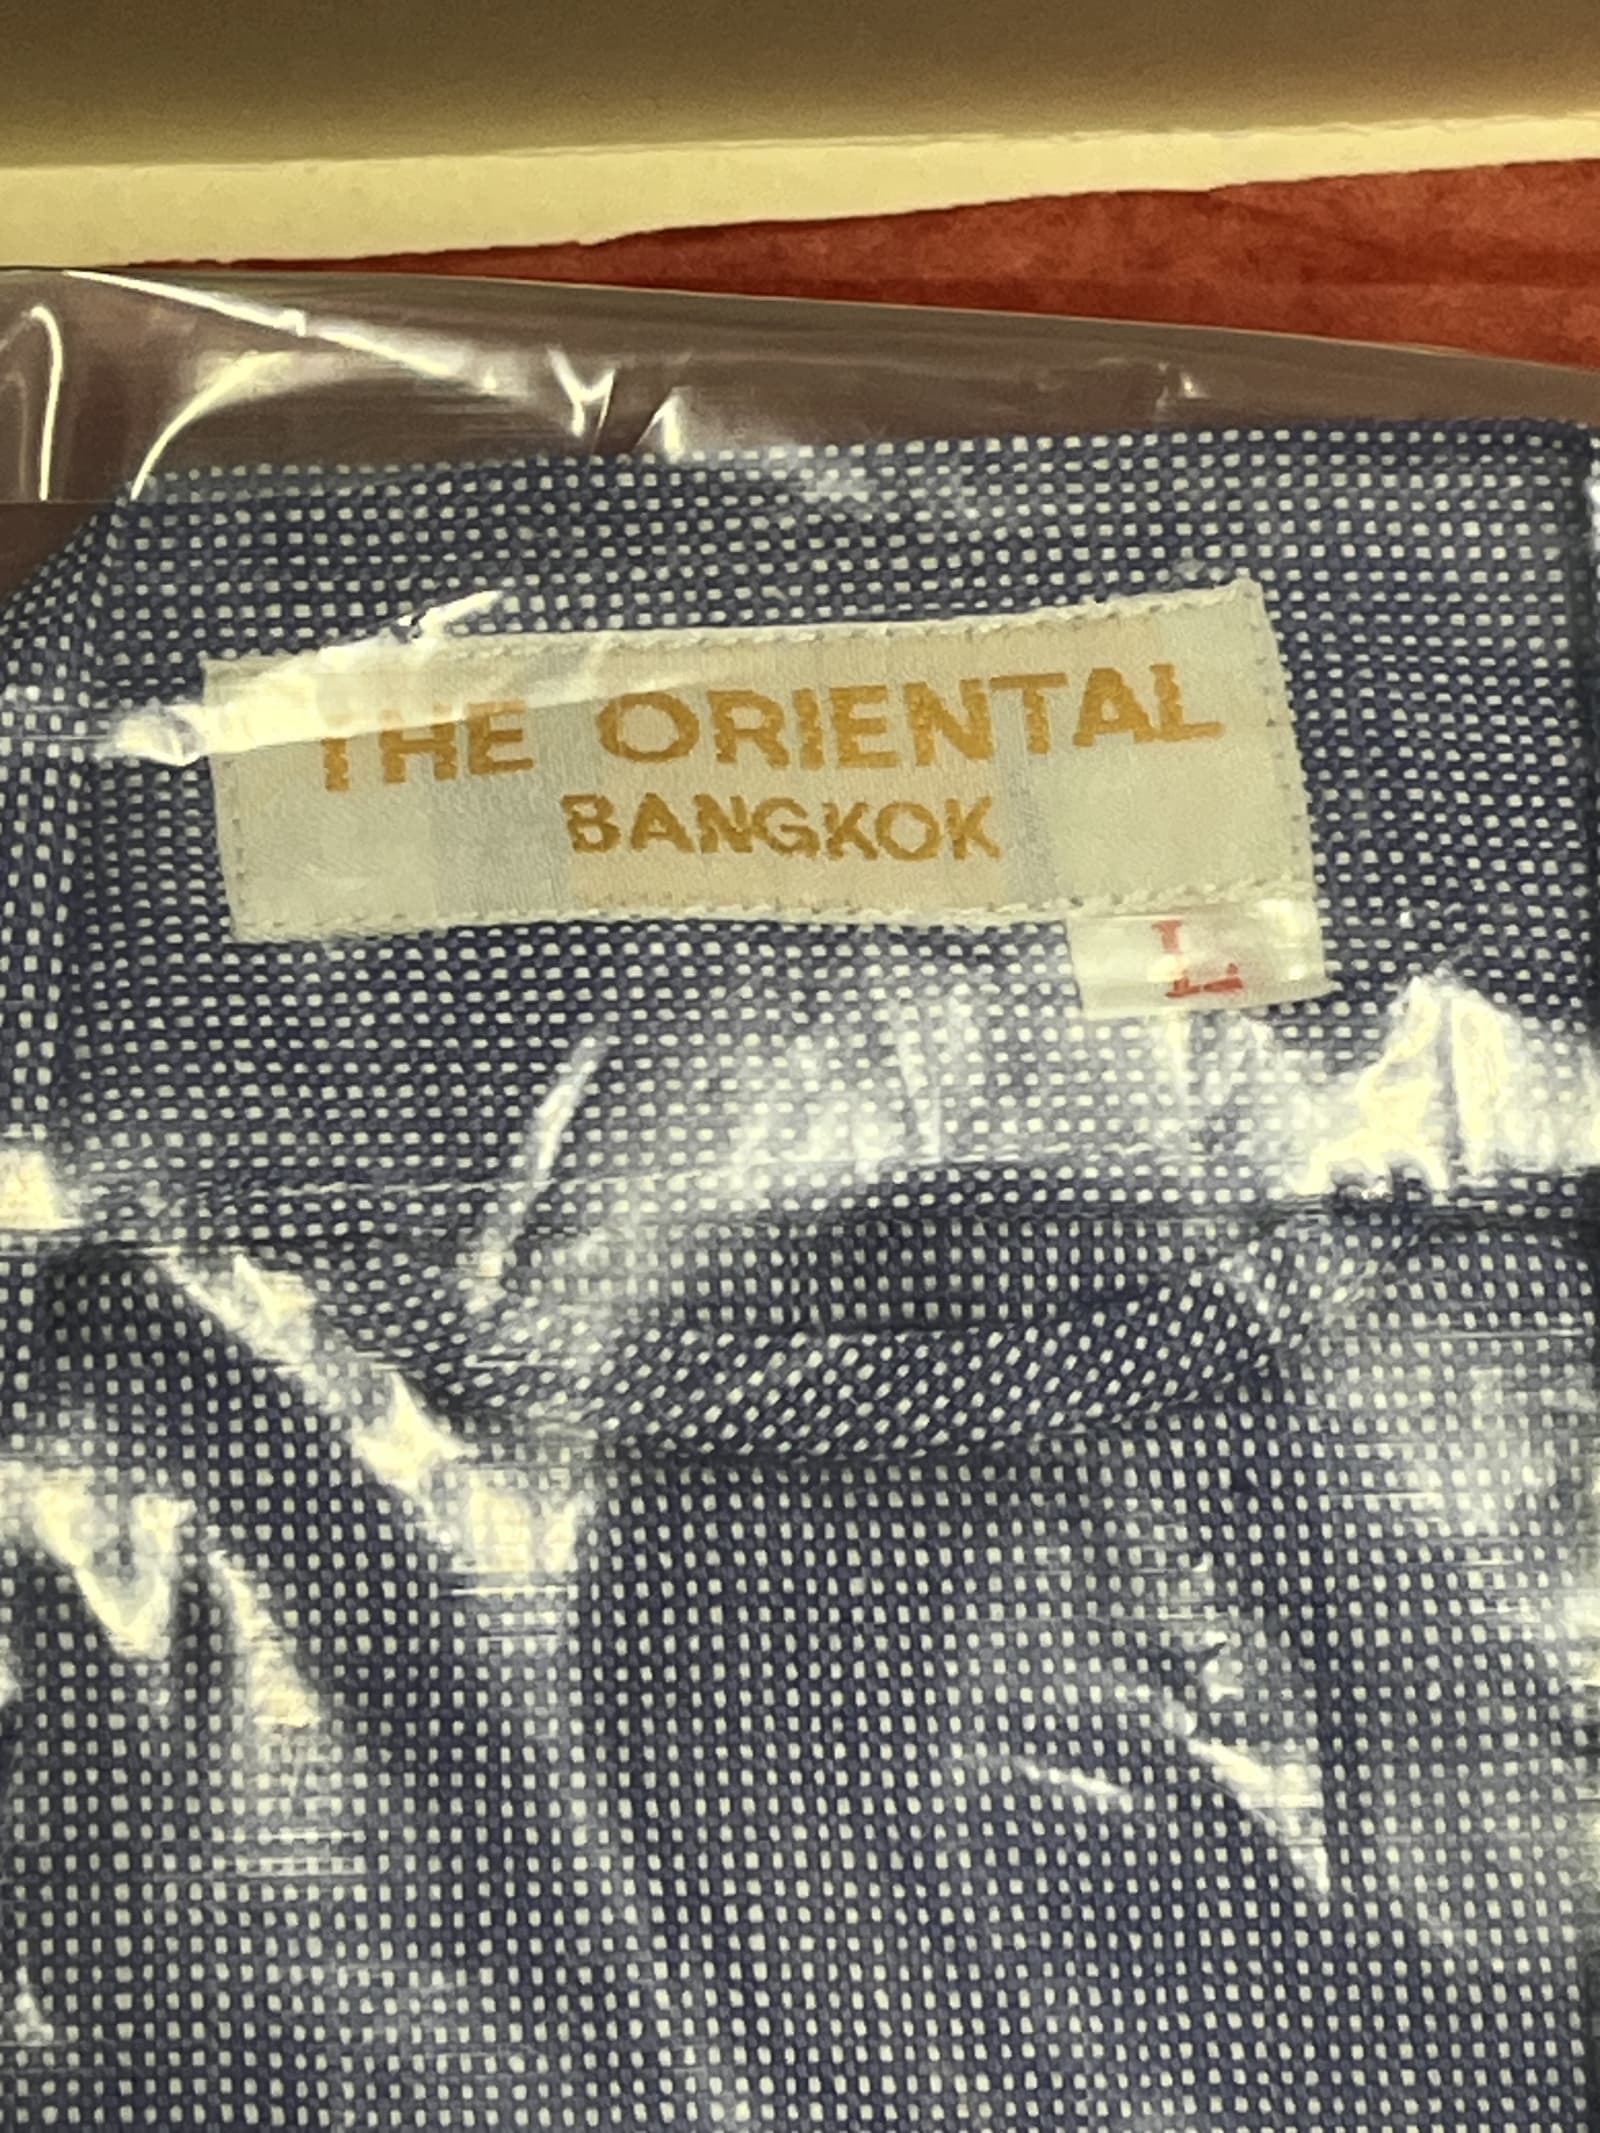 THE ORIENTAL
BANGKOK
L